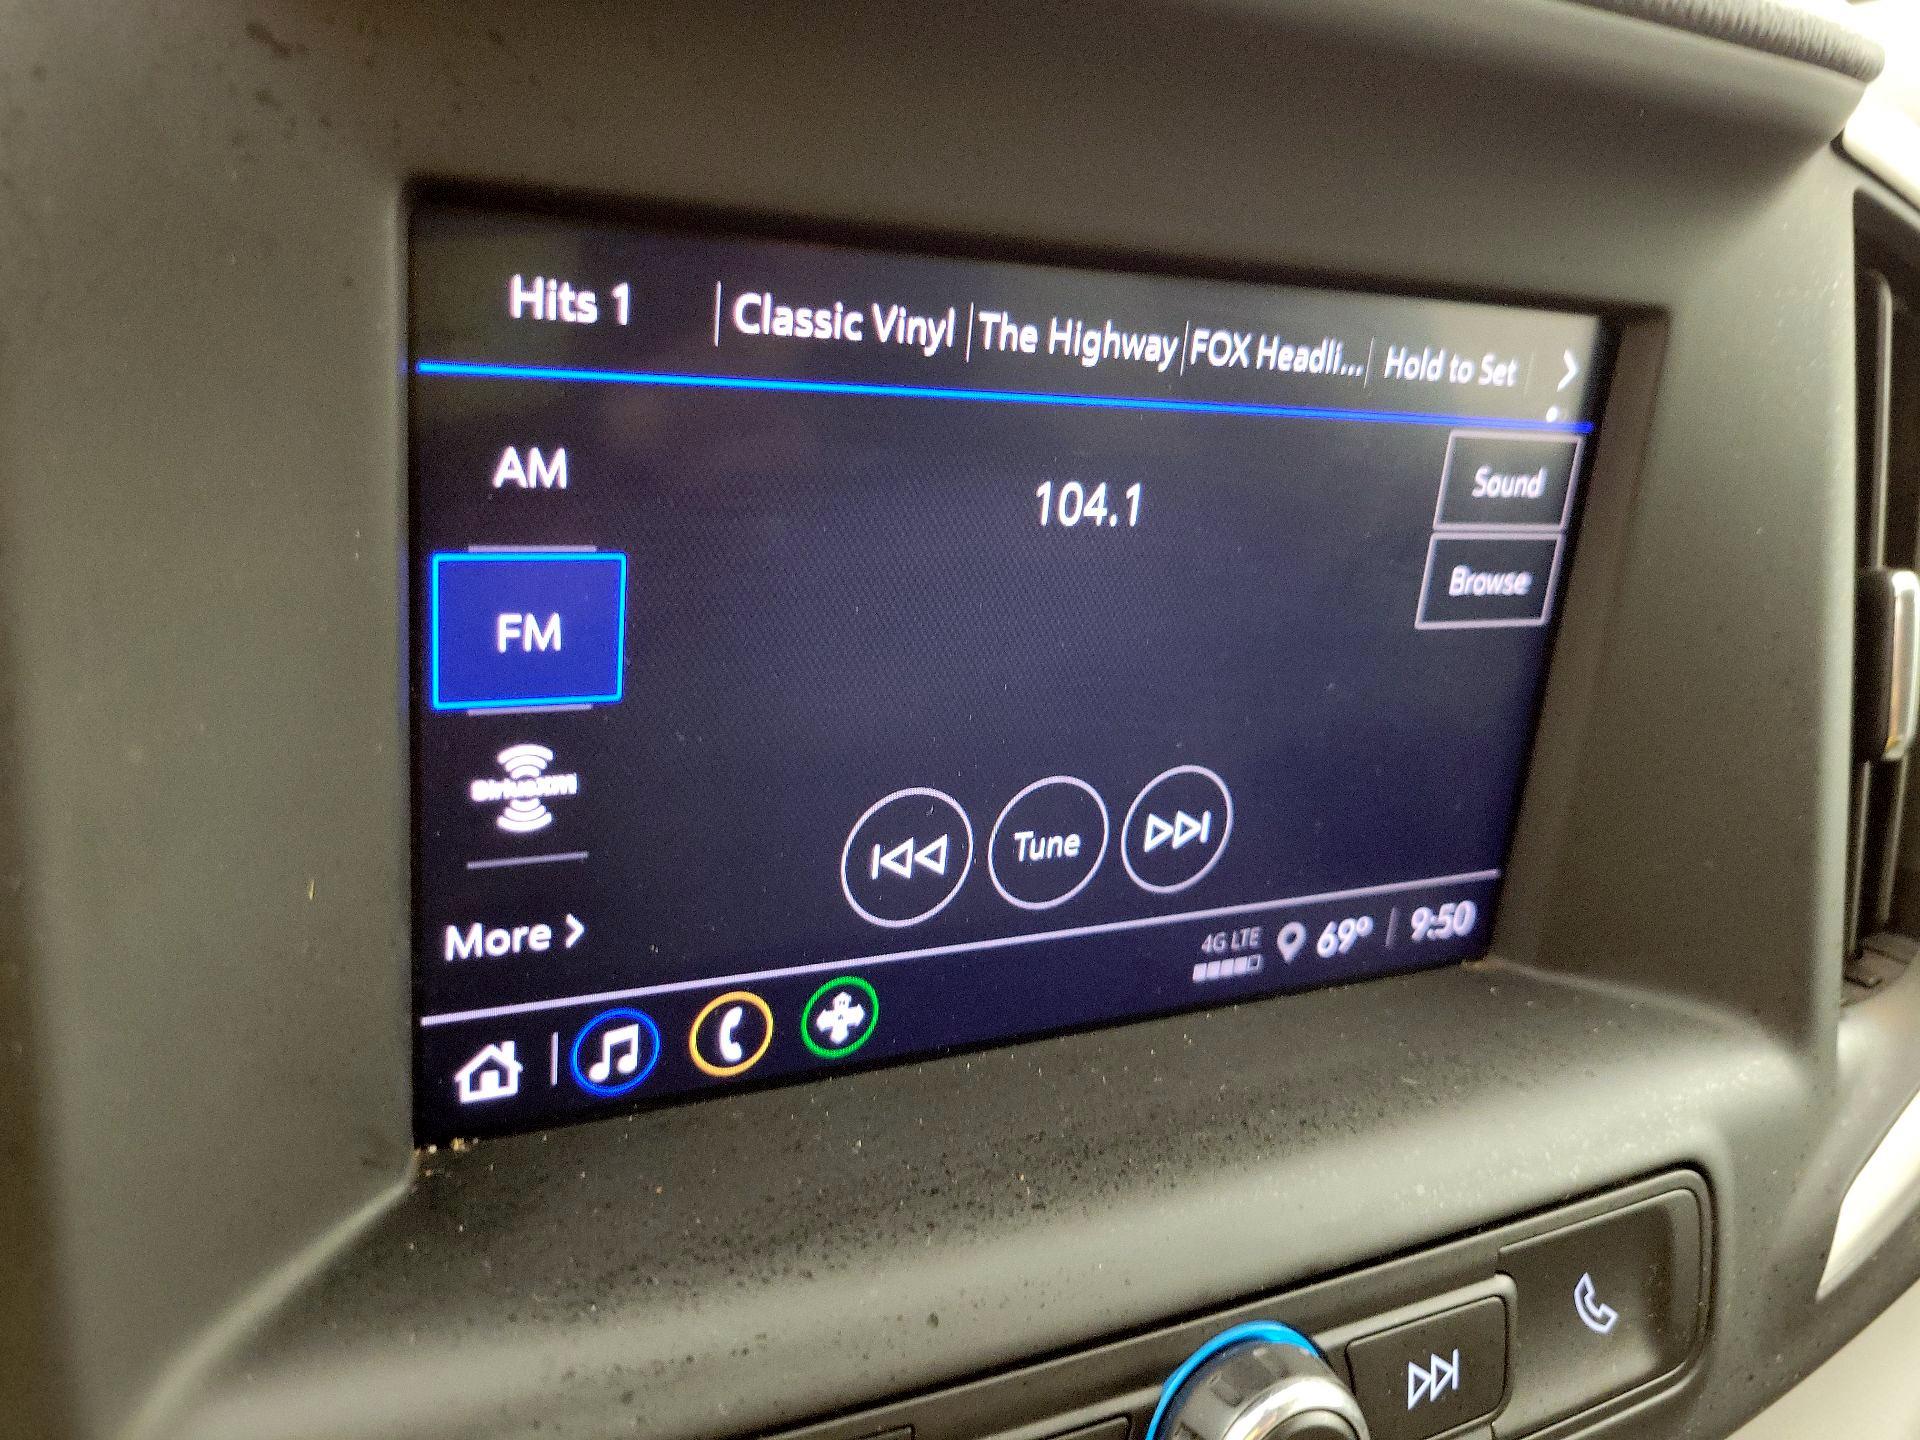 Hits 1
Classic Vinyl
The Highway
FOX Headli...
Hold to Set
AM
104.1
Sound
FM
Browse
SiriusXM
Tune
More
4G LTE
69°
9:50